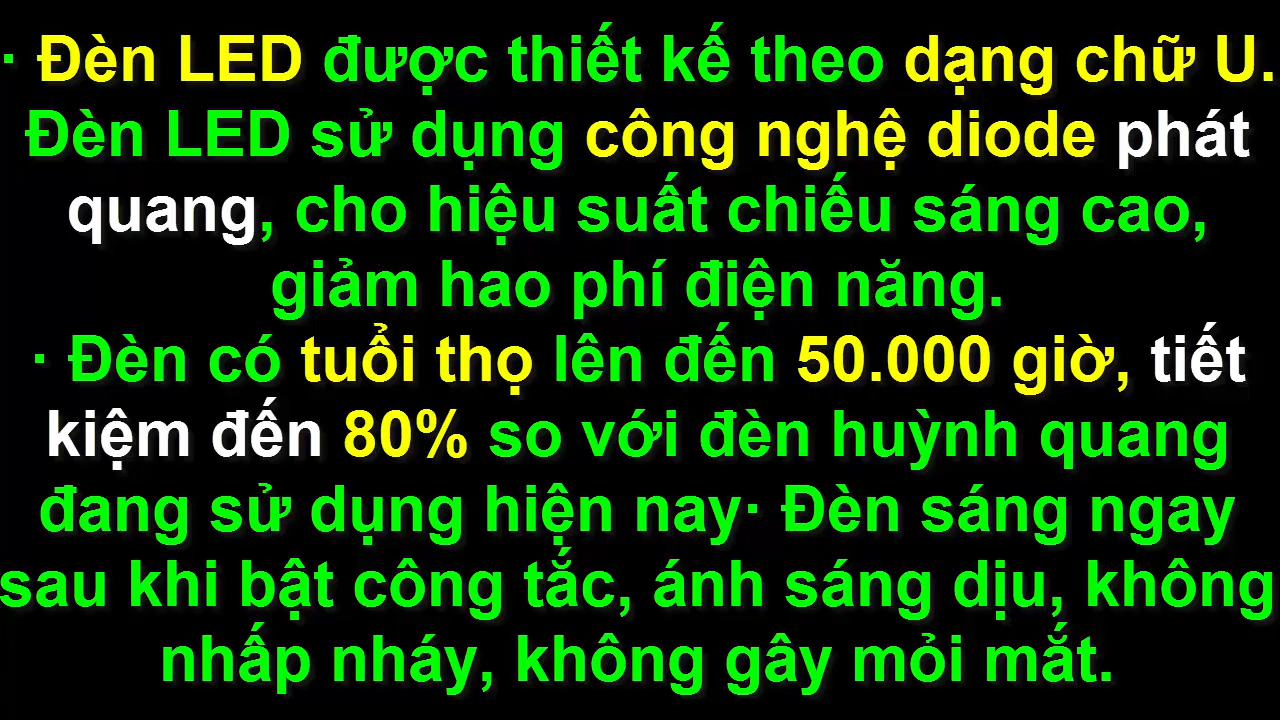 · Đèn LED được thiết kế theo dạng chữ U.
Đèn LED sử dụng công nghệ diode phát
quang, cho hiệu suất chiếu sáng cao,
giảm hao phí điện năng.
· Đèn có tuổi thọ lên đến 50.000 giờ, tiết
kiệm đến 80% so với đèn huỳnh quang
đang sử dụng hiện nay· Đèn sáng ngay
sau khi bật công tắc, ánh sáng dịu, không
nhấp nháy, không gây mỏi mắt.